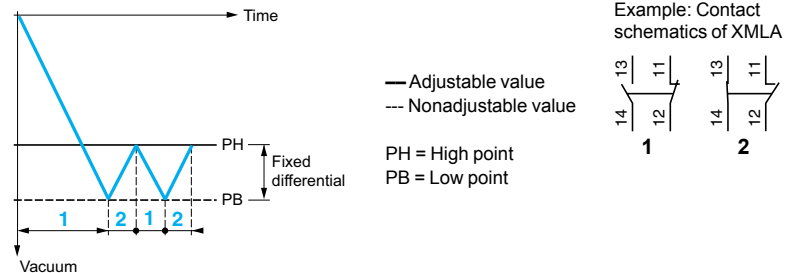 Time
PH
Fixed
differential
PB
1 2 1 2
Vacuum
Adjustable value
--- Nonadjustable value
PH = High point
PB = Low point
Example: Contact
schematics of XMLA
13 11
14 12
1
13 11
14 12
2